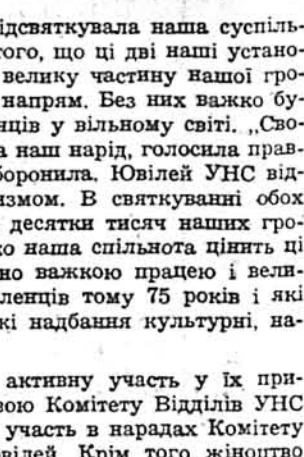 ідсвяткувала наша суспіль-
того, що ці дві наші устано-
велику частину нашої гро-
напрям. Без них важко бу-
нців у вільному світі. „Сво-
а наш нарід, голосила прав-
боронила. Ювілей УНС від-
измом. В святкуванні обох
десятки тисяч наших гро-
ко наша спільнота цінить ці
но важкою працею і вели-
ленців тому 75 років і які
кі надбання культурні, на-
активну участь у їх при-
вою Комітету Відділів УНС
участь в нарадах Комітету
вілей. Крім того жіноцтво